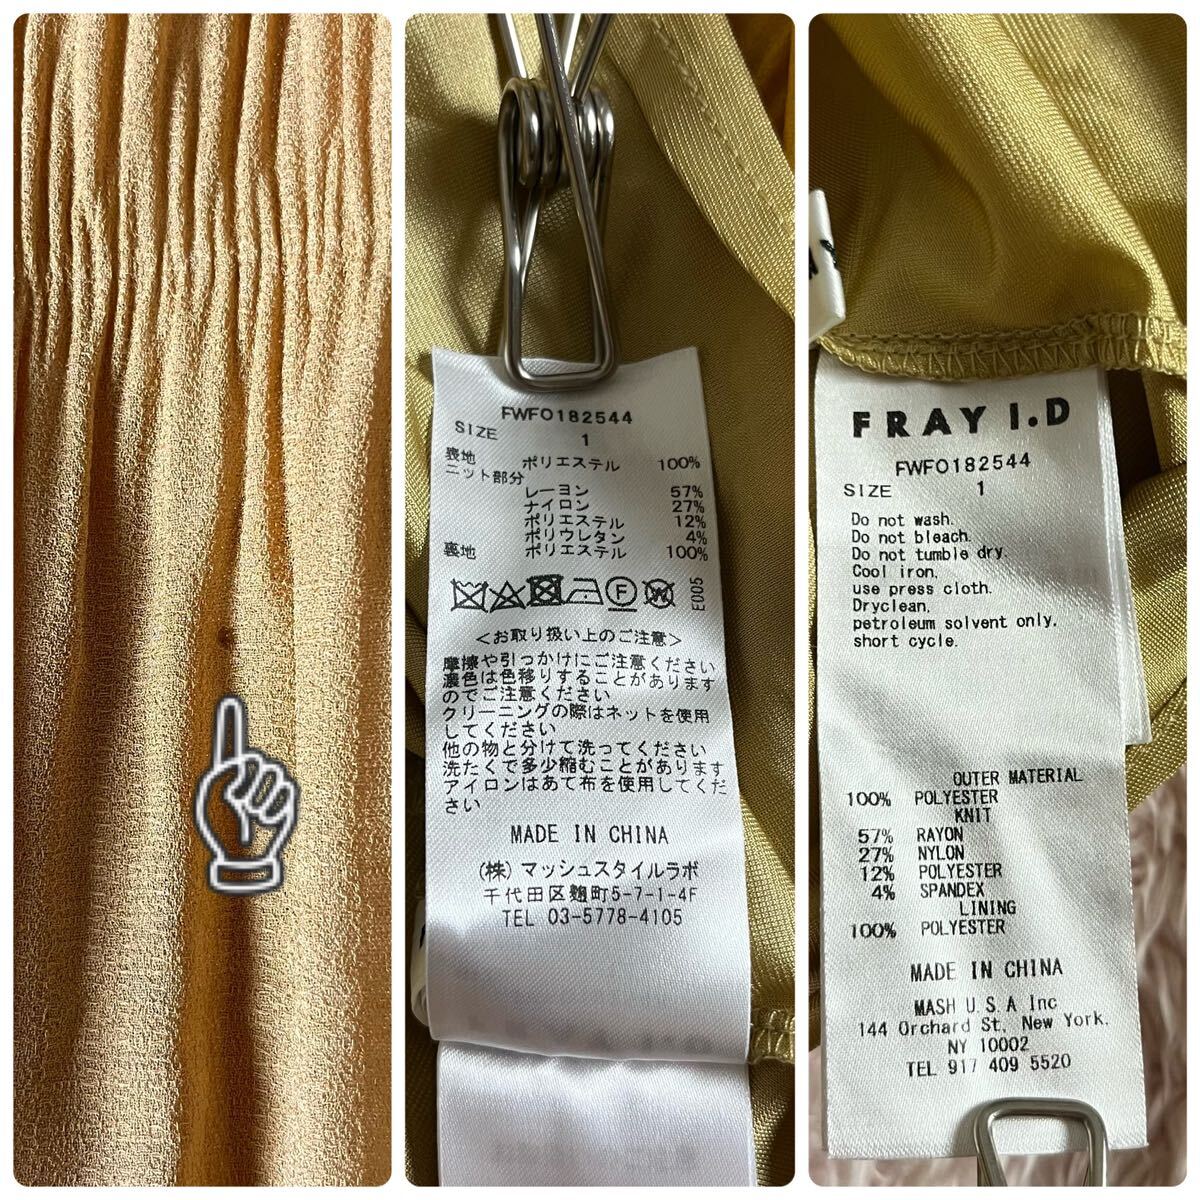 FWFO182544
SIZE 1
表地 ポリエステル 100%
ニット部分
レーヨン 57%
ナイロン 27%
ポリエステル 12%
ポリウレタン 4%
裏地 ポリエステル 100%
E005
<お取り扱い上のご注意>
摩擦や引っかけにご注意ください
濃色は色移りすることがあります
のでご注意ください
クリーニングの際はネットを使用
してください
他の物と分けて洗ってください
洗たくで多少縮むことがあります
アイロンはあて布を使用してくだ
さい
MADE IN CHINA
(株)マッシュスタイルラボ
千代田区麹町5-7-1-4F
TEL 03-5778-4105
FRAY I.D
FWFO182544
SIZE 1
Do not wash.
Do not bleach.
Do not tumble dry.
Cool iron,
use press cloth.
Dryclean,
petroleum solvent only,
short cycle.
OUTER MATERIAL
100% POLYESTER
KNIT
57% RAYON
27% NYLON
12% POLYESTER
4% SPANDEX
LINING
100% POLYESTER
MADE IN CHINA
MASH U.S.A Inc
144 Orchard St, New York,
NY 10002
TEL 917 409 5520